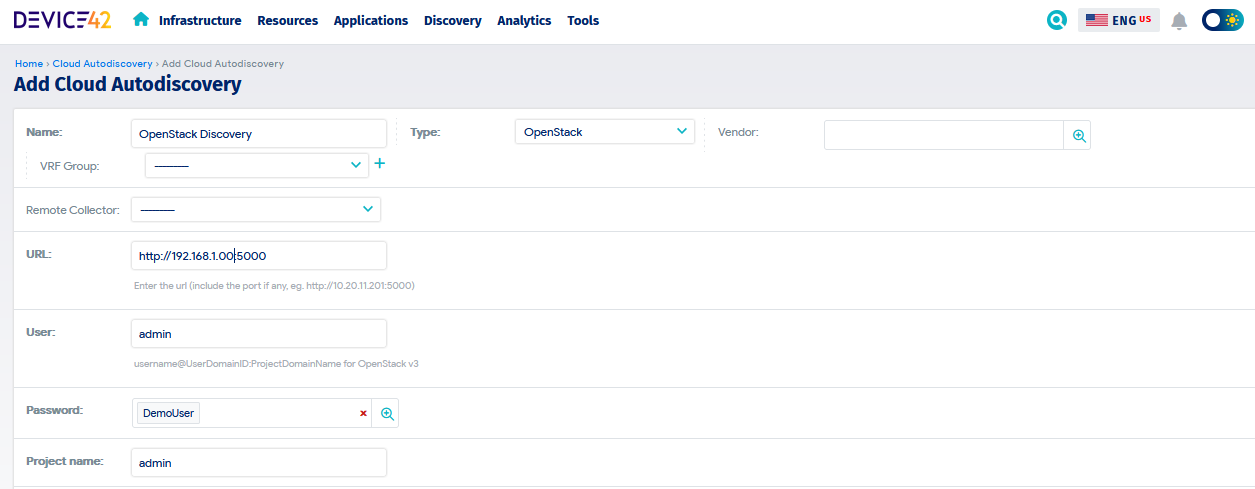 DEVICE42 Infrastructure Resources Applications Discovery Analytics Tools ENG US
Home › Cloud Autodiscovery › Add Cloud Autodiscovery
Add Cloud Autodiscovery
Name: OpenStack Discovery Type: OpenStack Vendor:
VRF Group: --------- +
Remote Collector: ---------
URL: http://192.168.1.00:5000
Enter the url (include the port if any, eg. http://10.20.11.201:5000)
User: admin
username@UserDomainID:ProjectDomainName for OpenStack v3
Password: DemoUser x
Project name: admin